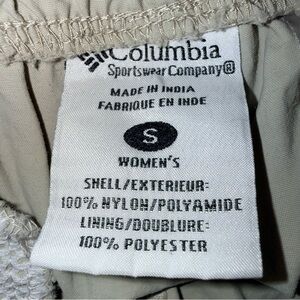 Columbia
Sportswear Company®
MADE IN INDIA
FABRIQUE EN INDE
S
WOMEN'S
SHELL/EXTERIEUR:
100% NYLON/POLYAMIDE
LINING/DOUBLURE:
100% POLYESTER